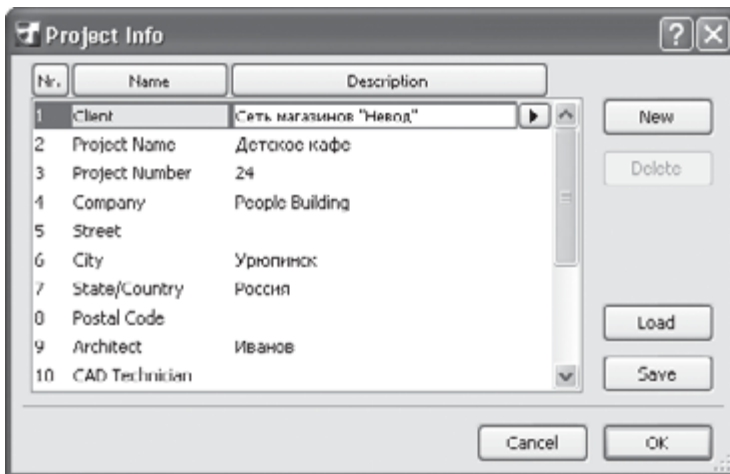 Project Info
Nr. Name Description
1 Client Сеть магазинов "Невод"
2 Project Name Детское кафе
3 Project Number 24
4 Company People Building
5 Street
6 City Урюпинск
7 State/Country Россия
8 Postal Code
9 Architect Иванов
10 CAD Technician
New
Delete
Load
Save
Cancel OK